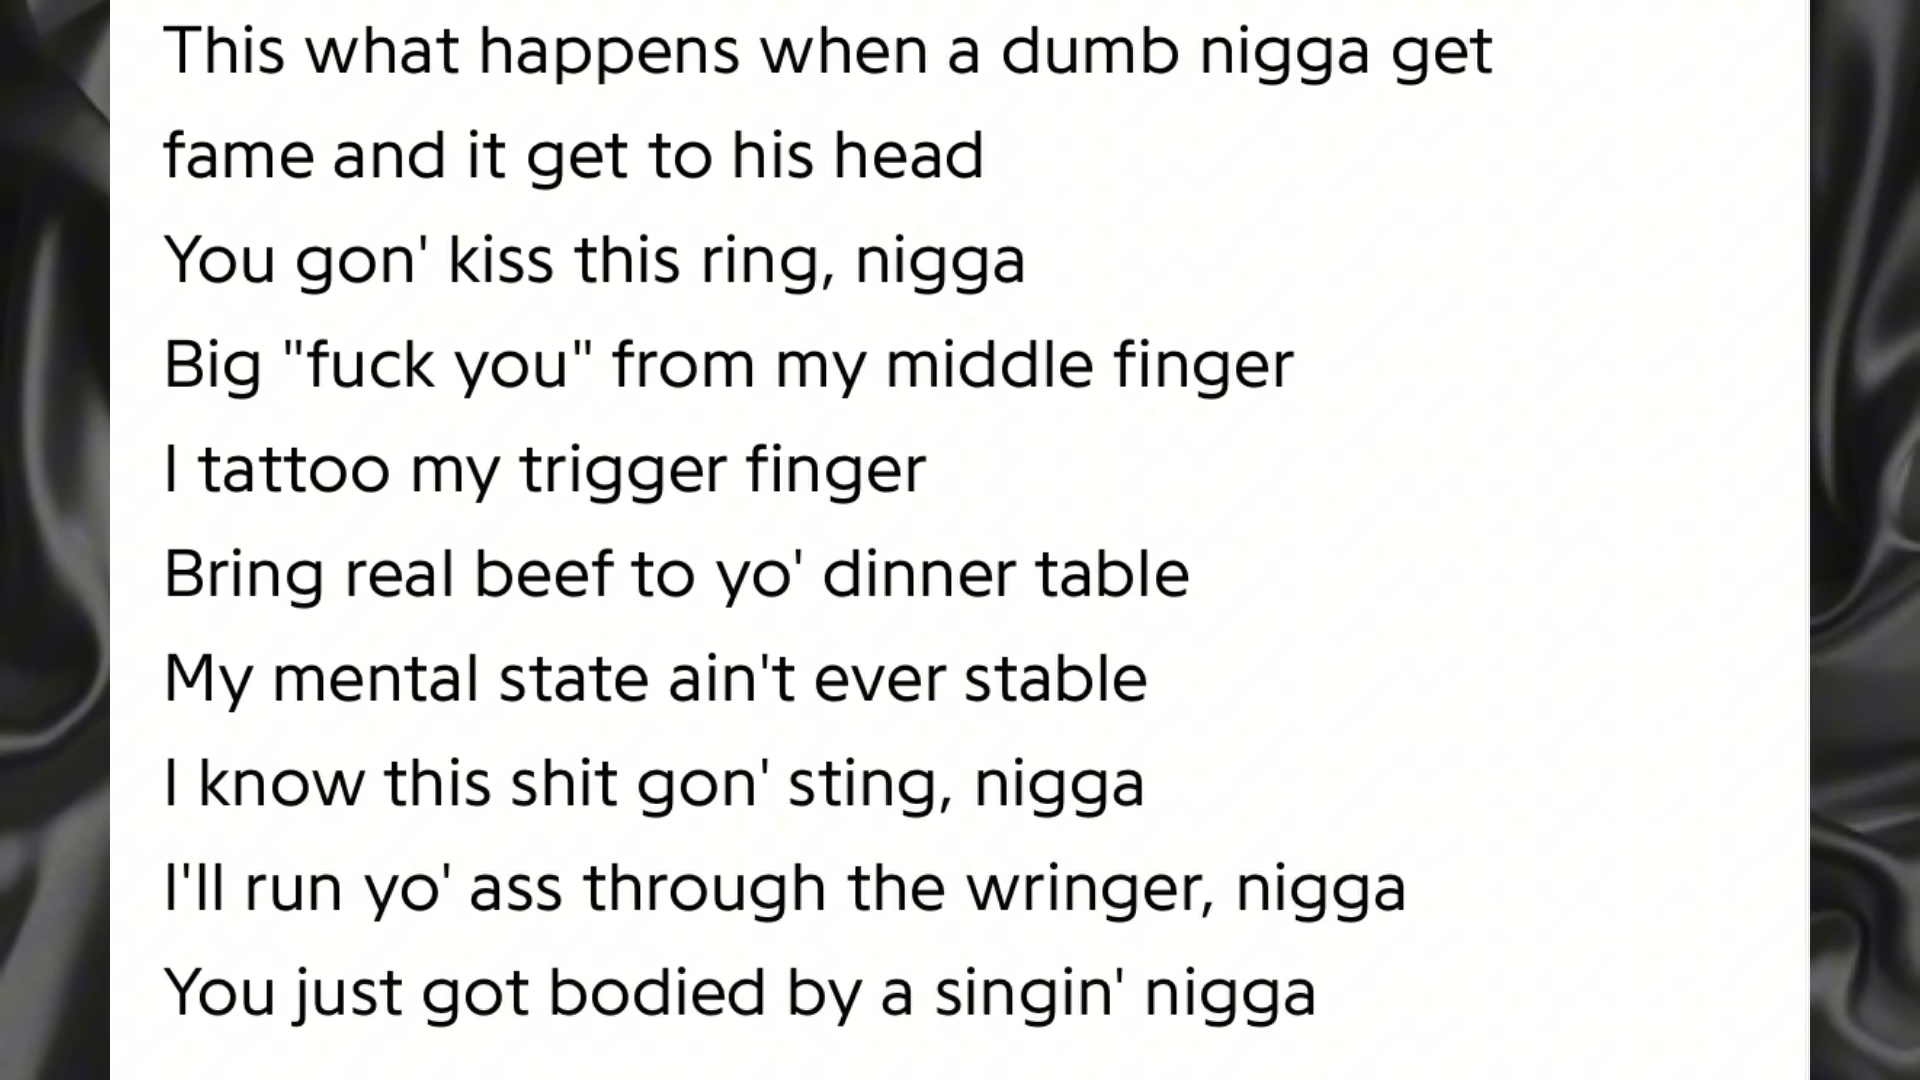 This what happens when a dumb nigga get
fame and it get to his head
You gon' kiss this ring, nigga
Big "fuck you" from my middle finger
I tattoo my trigger finger
Bring real beef to yo' dinner table
My mental state ain't ever stable
I know this shit gon' sting, nigga
I'll run yo' ass through the wringer, nigga
You just got bodied by a singin' nigga